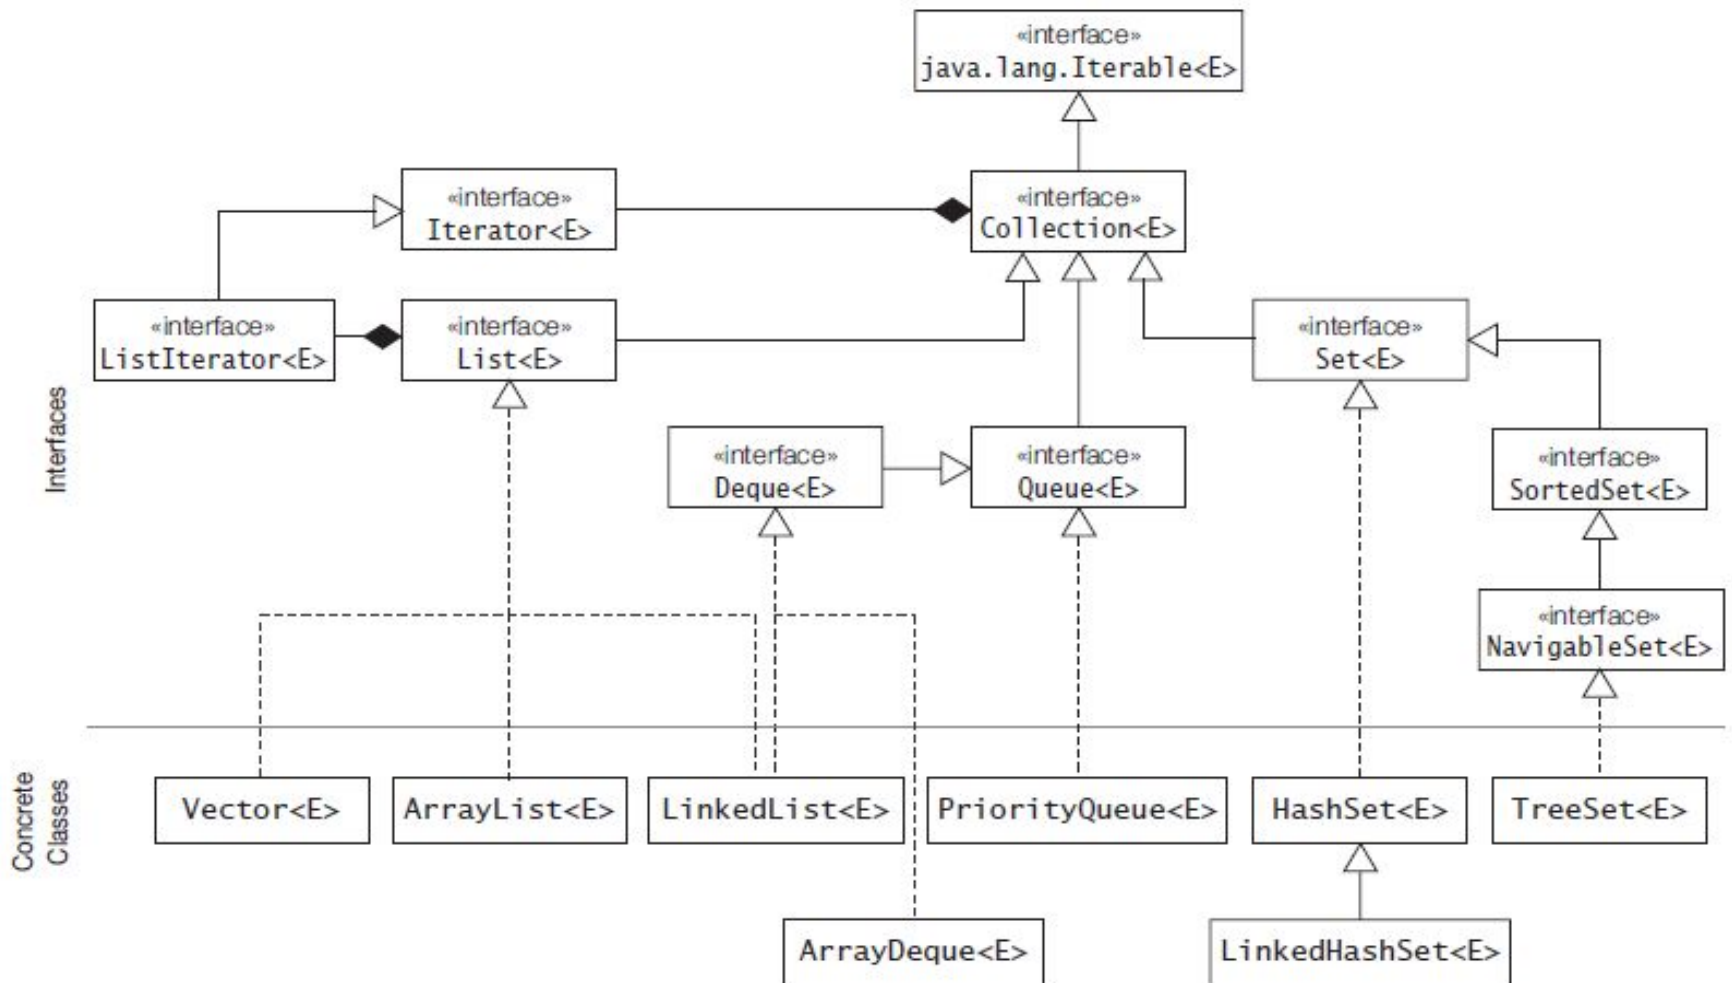 «interface»
java.lang.Iterable<E>
«interface»
Iterator<E>
«interface»
Collection<E>
«interface»
ListIterator<E>
«interface»
List<E>
«interface»
Set<E>
Interfaces
«interface»
Deque<E>
«interface»
Queue<E>
«interface»
SortedSet<E>
«interface»
NavigableSet<E>
Concrete
Classes
Vector<E>
ArrayList<E>
LinkedList<E>
PriorityQueue<E>
HashSet<E>
TreeSet<E>
ArrayDeque<E>
LinkedHashSet<E>